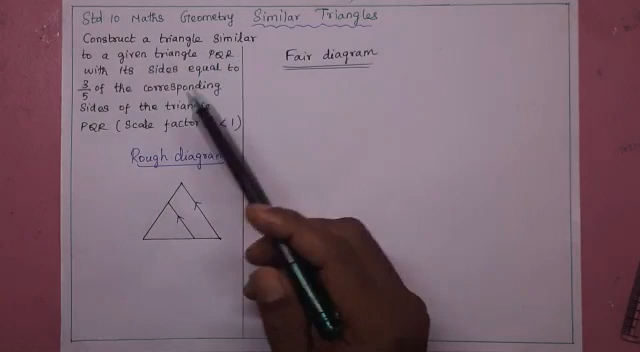 Std 10 Maths Geometry Similar Triangles
Construct a triangle similar
to a given triangle PQR
with its sides equal to
3/5 of the corresponding
sides of the triangle
PQR (Scale factor < 1)
Rough diagram
Fair diagram